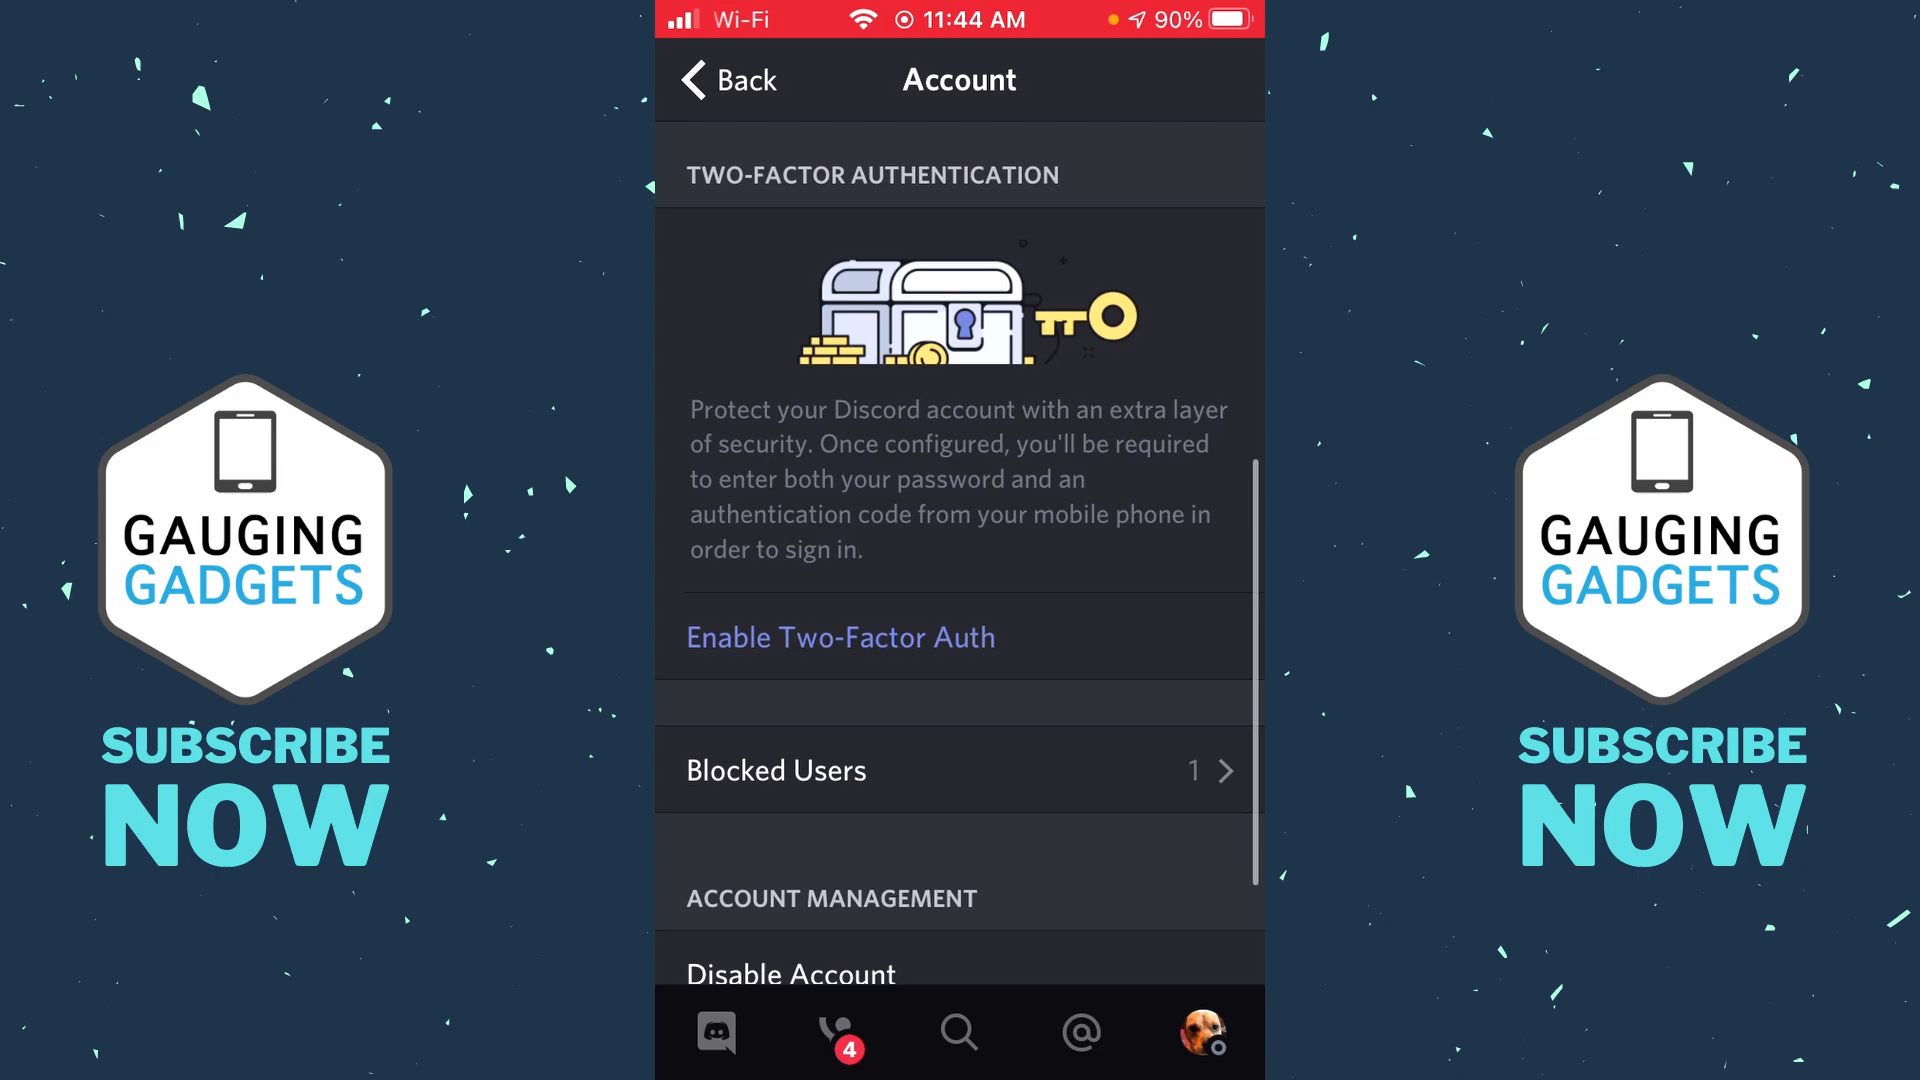 Wi-Fi 11:44 AM 90%
Back Account
TWO-FACTOR AUTHENTICATION
Protect your Discord account with an extra layer
of security. Once configured, you'll be required
to enter both your password and an
authentication code from your mobile phone in
order to sign in.
Enable Two-Factor Auth
Blocked Users 1
ACCOUNT MANAGEMENT
Disable Account
4
GAUGING
GADGETS
SUBSCRIBE
NOW
GAUGING
GADGETS
SUBSCRIBE
NOW